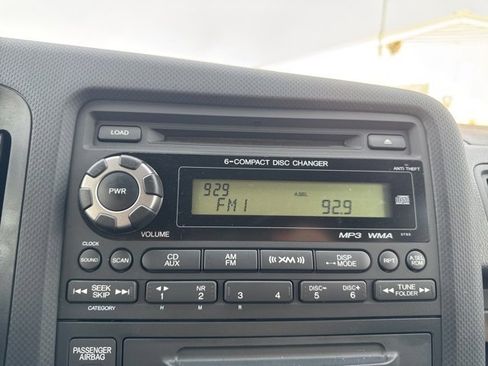 LOAD
6-COMPACT DISC CHANGER
ANTI THEFT
PWR
VOLUME
929 A.SEL
FM1 92.9
MP3 WMA
CLOCK
SOUND SCAN CD AUX AM FM XM DISP MODE RPT A.SEL RDM
SEEK SKIP 1 NR 2 3 4 DISC- 5 DISC+ 6 TUNE FOLDER
CATEGORY H M R
PASSENGER
AIRBAG